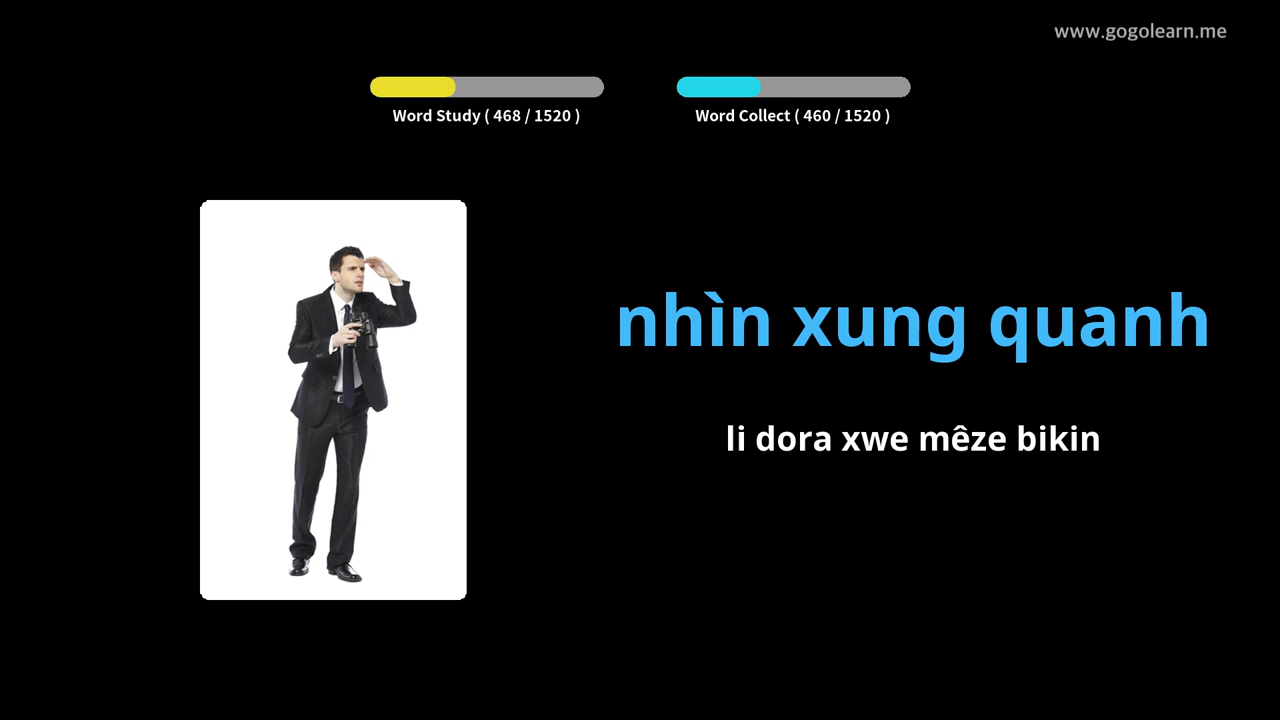 www.gogolearn.me
Word Study ( 468 / 1520 )
Word Collect ( 460 / 1520 )
nhìn xung quanh
li dora xwe mêze bikin